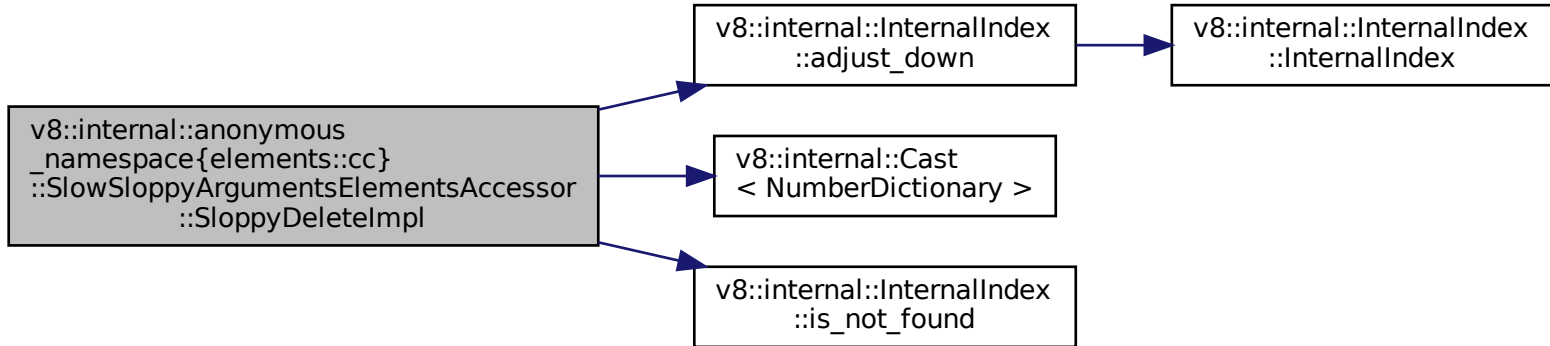 v8::internal::anonymous
_namespace{elements::cc}
::SlowSloppyArgumentsElementsAccessor
::SloppyDeleteImpl
v8::internal::InternalIndex
::adjust_down
v8::internal::InternalIndex
::InternalIndex
v8::internal::Cast
< NumberDictionary >
v8::internal::InternalIndex
::is_not_found